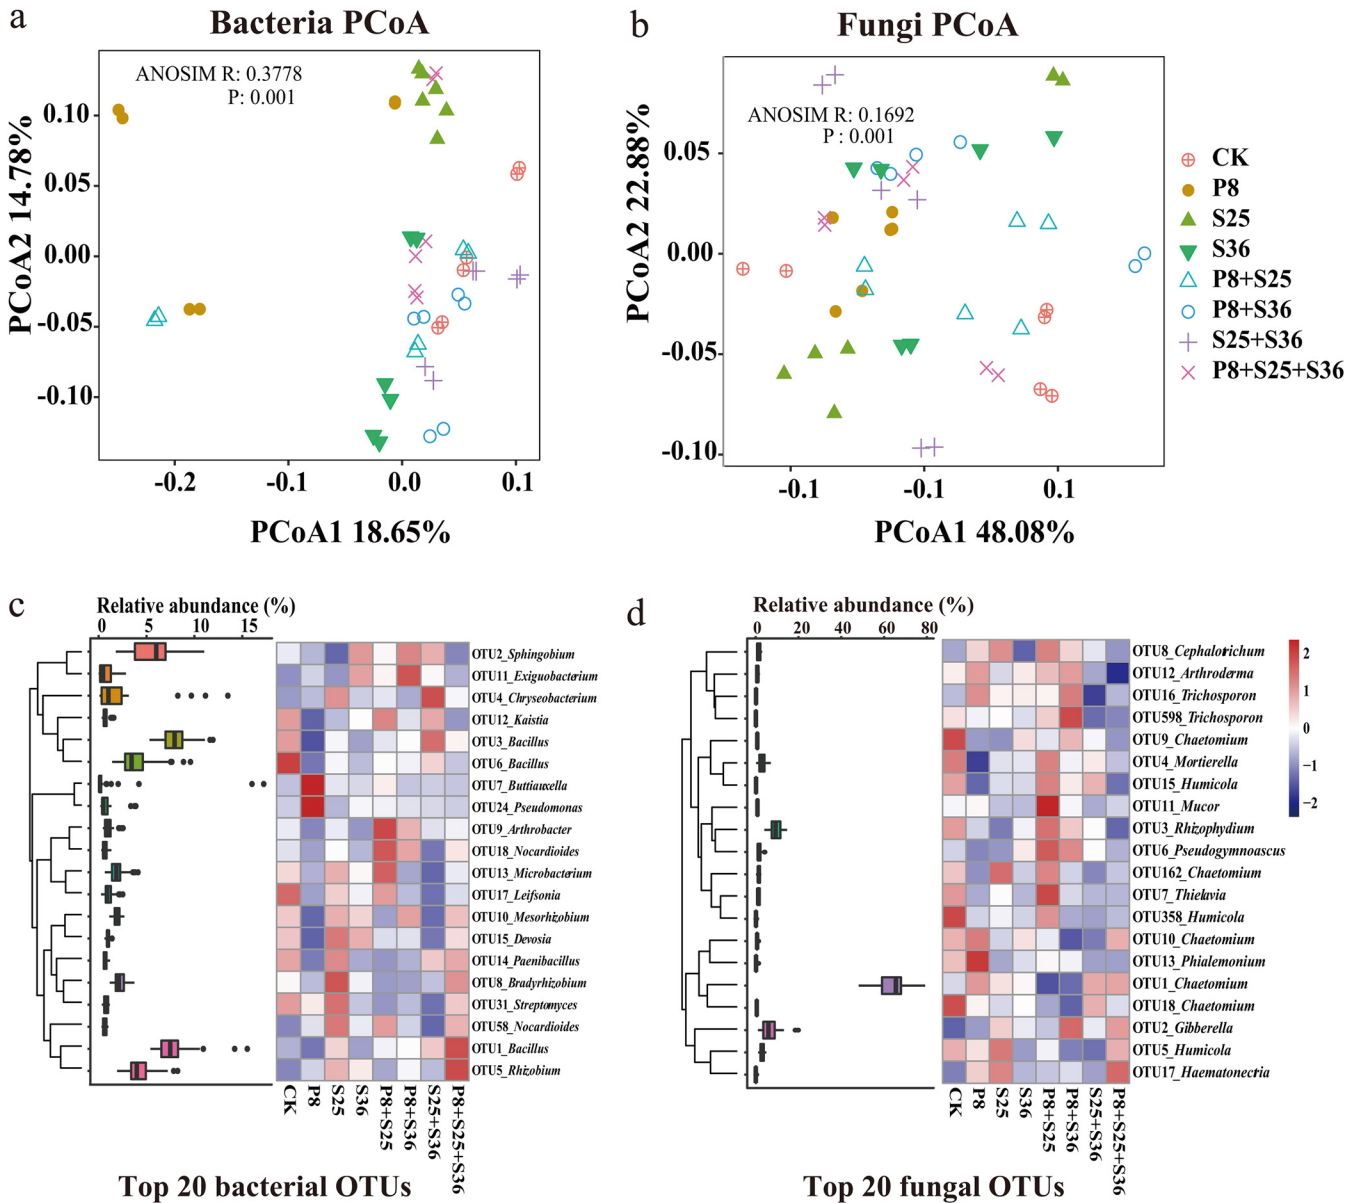 a
Bacteria PCoA
ANOSIM R: 0.3778
P: 0.001
PCoA2 14.78%
0.10
0.05
0.00
-0.05
-0.10
-0.2
-0.1
0.0
0.1
PCoA1 18.65%
b
Fungi PCoA
ANOSIM R: 0.1692
P : 0.001
PCoA2 22.88%
0.05
0.00
-0.05
-0.10
-0.1
-0.1
0.1
PCoA1 48.08%
CK
P8
S25
S36
P8+S25
P8+S36
S25+S36
P8+S25+S36
c
Relative abundance (%)
0 5 10 15
OTU2_Sphingobium
OTU11_Exiguobacterium
OTU4_Chryseobacterium
OTU12_Kaistia
OTU3_Bacillus
OTU6_Bacillus
OTU7_Buttiauxella
OTU24_Pseudomonas
OTU9_Arthrobacter
OTU18_Nocardioides
OTU13_Microbacterium
OTU17_Leifsonia
OTU10_Mesorhizobium
OTU15_Devosia
OTU14_Paenibacillus
OTU8_Bradyrhizobium
OTU31_Streptomyces
OTU58_Nocardioides
OTU1_Bacillus
OTU5_Rhizobium
CK
P8
S25
S36
P8+S25
P8+S36
S25+S36
P8+S25+S36
Top 20 bacterial OTUs
d
Relative abundance (%)
0 20 40 60 80
OTU8_Cephalotrichum
OTU12_Arthroderma
OTU16_Trichosporon
OTU598_Trichosporon
OTU9_Chaetomium
OTU4_Mortierella
OTU15_Humicola
OTU11_Mucor
OTU3_Rhizophydium
OTU6_Pseudogymnoascus
OTU162_Chaetomium
OTU7_Thielavia
OTU358_Humicola
OTU10_Chaetomium
OTU13_Phialemonium
OTU1_Chaetomium
OTU18_Chaetomium
OTU2_Gibberella
OTU5_Humicola
OTU17_Haematonectria
CK
P8
S25
S36
P8+S25
P8+S36
S25+S36
P8+S25+S36
2
1
0
−1
−2
Top 20 fungal OTUs